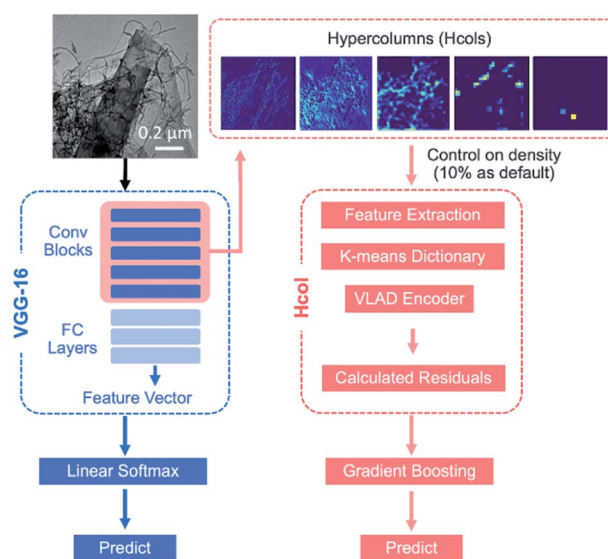 Hypercolumns (Hcols)
0.2 μm
Control on density
(10% as default)
VGG-16
Conv
Blocks
FC
Layers
Feature Vector
Linear Softmax
Predict
Hcol
Feature Extraction
K-means Dictionary
VLAD Encoder
Calculated Residuals
Gradient Boosting
Predict